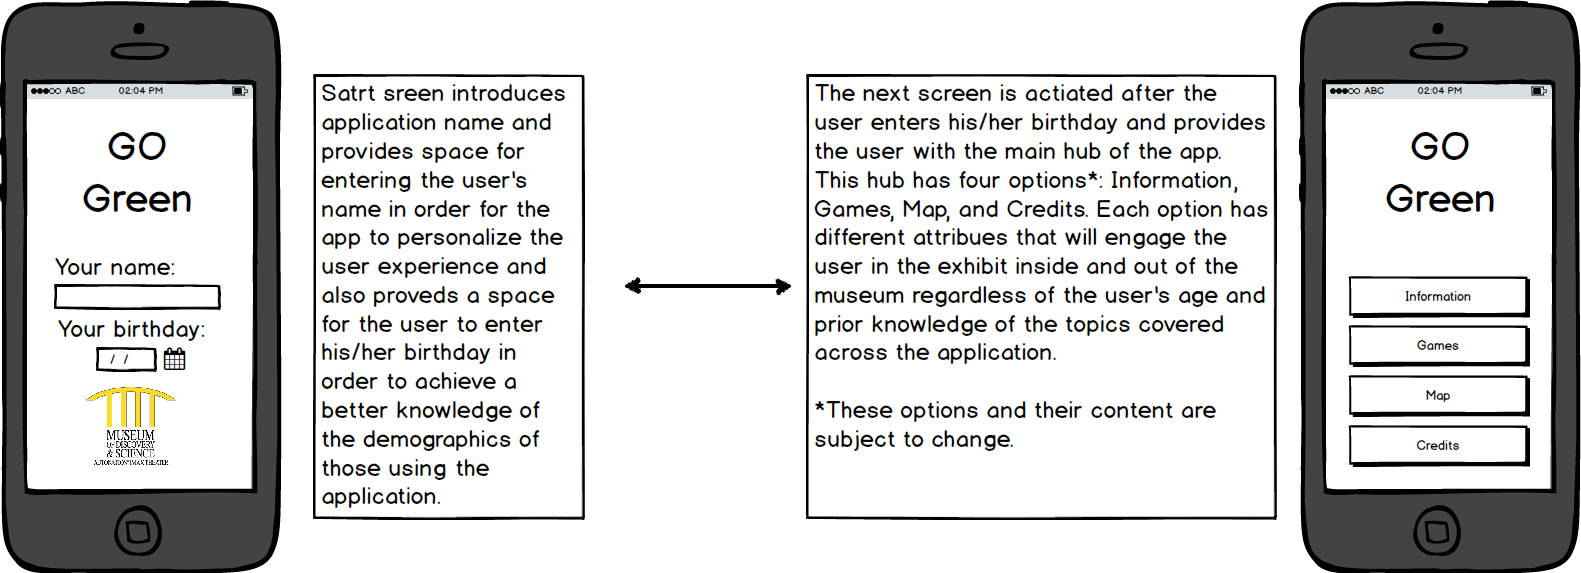 ABC 02:04 PM
GO
Green
Your name:
Your birthday:
/ /
MUSEUM
OF DISCOVERY
& SCIENCE
AUTONATION IMAX THEATER
Satrt sreen introduces
application name and
provides space for
entering the user's
name in order for the
app to personalize the
user experience and
also proveds a space
for the user to enter
his/her birthday in
order to achieve a
better knowledge of
the demographics of
those using the
application.
The next screen is actiated after the
user enters his/her birthday and provides
the user with the main hub of the app.
This hub has four options*: Information,
Games, Map, and Credits. Each option has
different attribues that will engage the
user in the exhibit inside and out of the
museum regardless of the user's age and
prior knowledge of the topics covered
across the application.
*These options and their content are
subject to change.
ABC 02:04 PM
GO
Green
Information
Games
Map
Credits